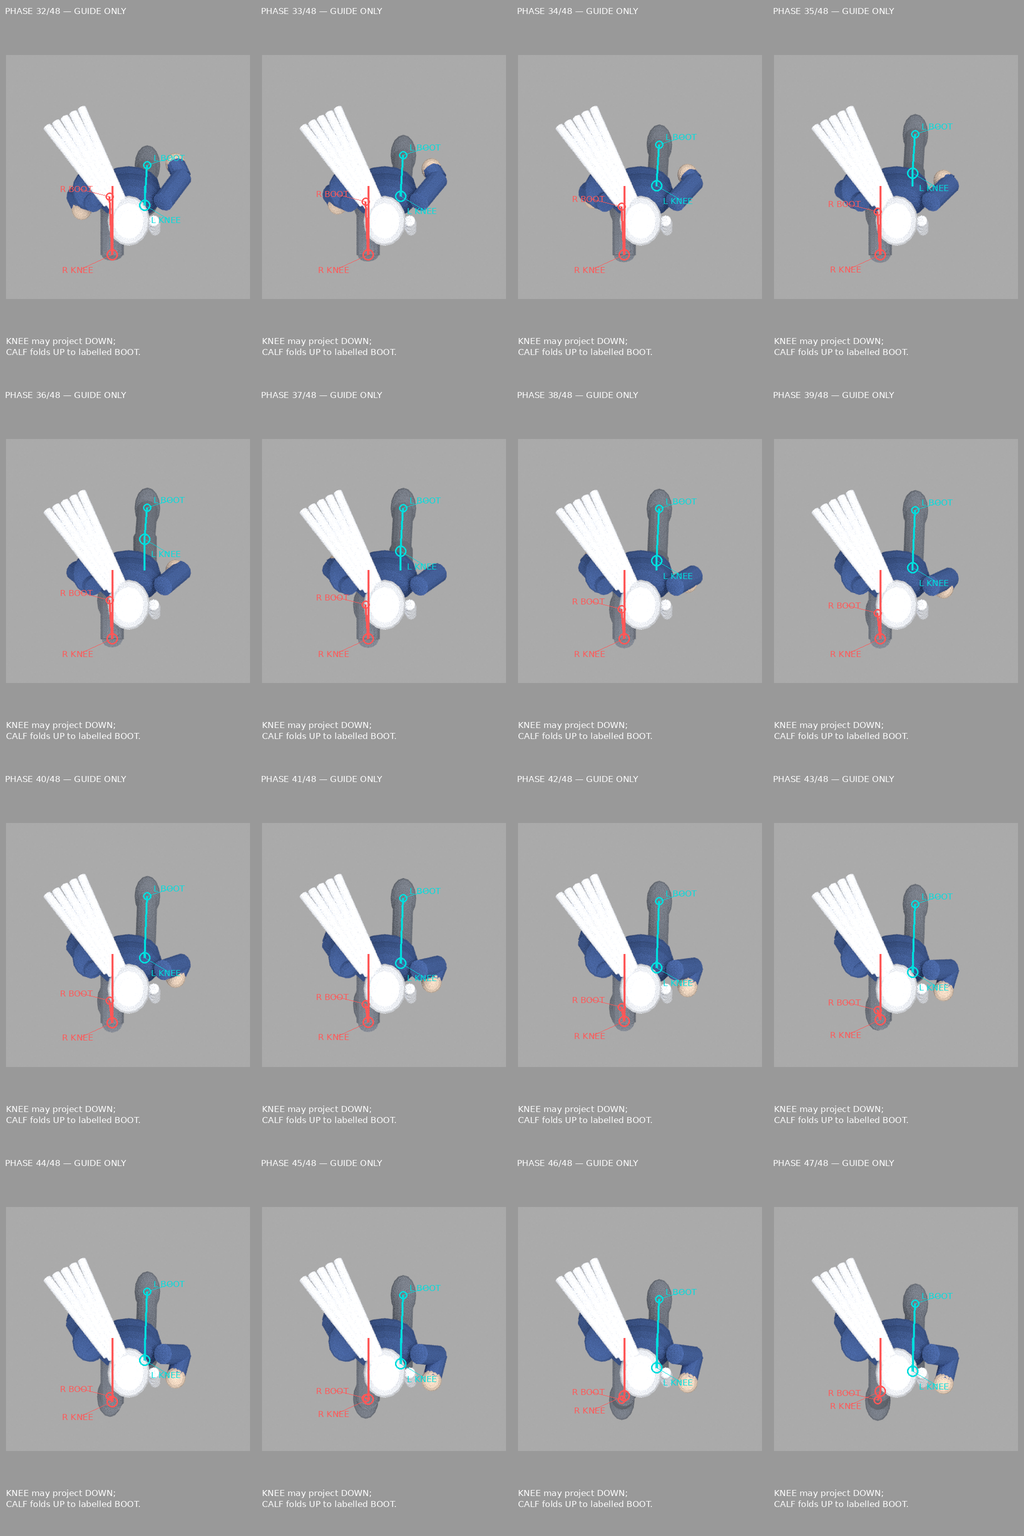 PHASE 32/48 — GUIDE ONLY
PHASE 33/48 — GUIDE ONLY
PHASE 34/48 — GUIDE ONLY
PHASE 35/48 — GUIDE ONLY
L BOOT
R BOOT
L KNEE
R KNEE
L BOOT
R BOOT
L KNEE
R KNEE
L BOOT
R BOOT
L KNEE
R KNEE
L BOOT
R BOOT
L KNEE
R KNEE
KNEE may project DOWN;
CALF folds UP to labelled BOOT.
KNEE may project DOWN;
CALF folds UP to labelled BOOT.
KNEE may project DOWN;
CALF folds UP to labelled BOOT.
KNEE may project DOWN;
CALF folds UP to labelled BOOT.
PHASE 36/48 — GUIDE ONLY
PHASE 37/48 — GUIDE ONLY
PHASE 38/48 — GUIDE ONLY
PHASE 39/48 — GUIDE ONLY
L BOOT
L KNEE
R BOOT
R KNEE
L BOOT
L KNEE
R BOOT
R KNEE
L BOOT
L KNEE
R BOOT
R KNEE
L BOOT
L KNEE
R BOOT
R KNEE
KNEE may project DOWN;
CALF folds UP to labelled BOOT.
KNEE may project DOWN;
CALF folds UP to labelled BOOT.
KNEE may project DOWN;
CALF folds UP to labelled BOOT.
KNEE may project DOWN;
CALF folds UP to labelled BOOT.
PHASE 40/48 — GUIDE ONLY
PHASE 41/48 — GUIDE ONLY
PHASE 42/48 — GUIDE ONLY
PHASE 43/48 — GUIDE ONLY
L BOOT
L KNEE
R BOOT
R KNEE
L BOOT
L KNEE
R BOOT
R KNEE
L BOOT
L KNEE
R BOOT
R KNEE
L BOOT
L KNEE
R BOOT
R KNEE
KNEE may project DOWN;
CALF folds UP to labelled BOOT.
KNEE may project DOWN;
CALF folds UP to labelled BOOT.
KNEE may project DOWN;
CALF folds UP to labelled BOOT.
KNEE may project DOWN;
CALF folds UP to labelled BOOT.
PHASE 44/48 — GUIDE ONLY
PHASE 45/48 — GUIDE ONLY
PHASE 46/48 — GUIDE ONLY
PHASE 47/48 — GUIDE ONLY
L BOOT
L KNEE
R BOOT
R KNEE
L BOOT
L KNEE
R BOOT
R KNEE
L BOOT
L KNEE
R BOOT
R KNEE
L BOOT
L KNEE
R BOOT
R KNEE
KNEE may project DOWN;
CALF folds UP to labelled BOOT.
KNEE may project DOWN;
CALF folds UP to labelled BOOT.
KNEE may project DOWN;
CALF folds UP to labelled BOOT.
KNEE may project DOWN;
CALF folds UP to labelled BOOT.